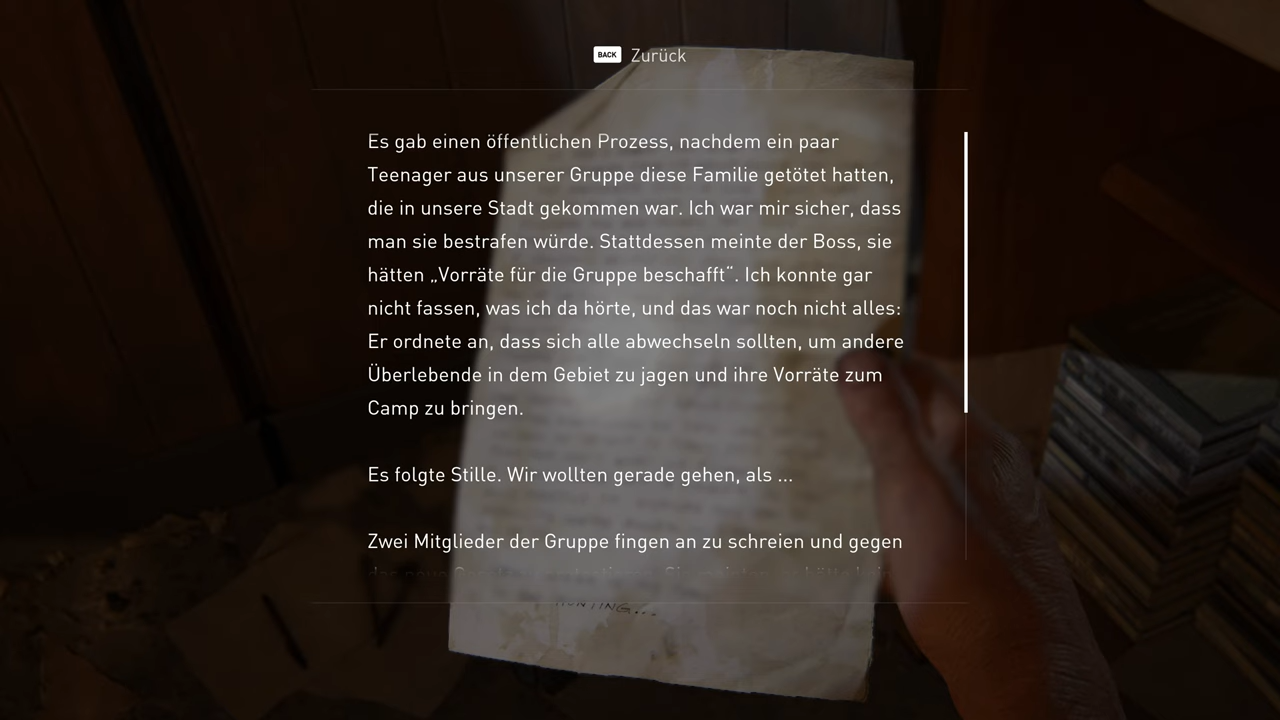 BACK Zurück
Es gab einen öffentlichen Prozess, nachdem ein paar
Teenager aus unserer Gruppe diese Familie getötet hatten,
die in unsere Stadt gekommen war. Ich war mir sicher, dass
man sie bestrafen würde. Stattdessen meinte der Boss, sie
hätten „Vorräte für die Gruppe beschafft“. Ich konnte gar
nicht fassen, was ich da hörte, und das war noch nicht alles:
Er ordnete an, dass sich alle abwechseln sollten, um andere
Überlebende in dem Gebiet zu jagen und ihre Vorräte zum
Camp zu bringen.
Es folgte Stille. Wir wollten gerade gehen, als ...
Zwei Mitglieder der Gruppe fingen an zu schreien und gegen
das neue
HUNTING...